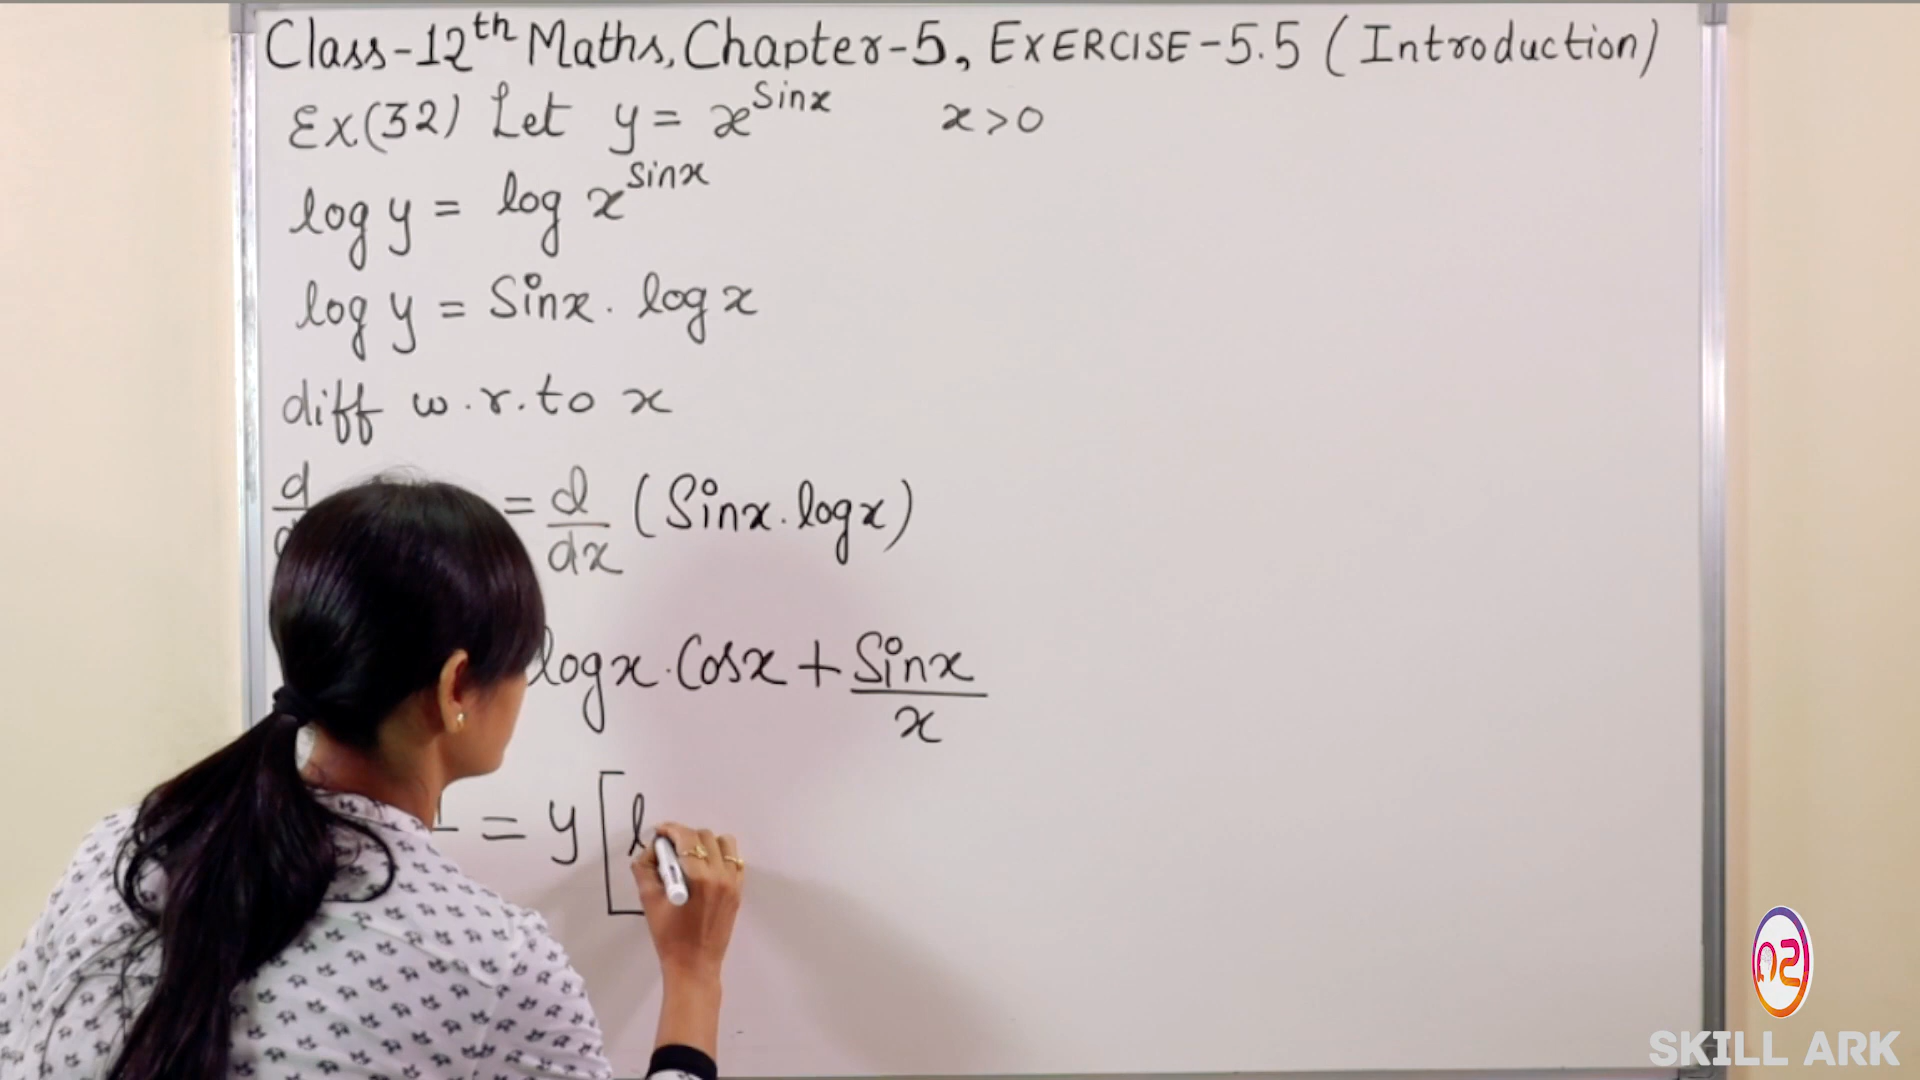 Class-12th Maths, Chapter-5, EXERCISE-5.5 (Introduction)
Ex(32) Let y = x^Sinx x>0
log y = log x^Sinx
log y = Sinx . log x
diff w.r.to x
d = d/dx (Sinx . logx)
logx . Cosx + Sinx/x
= y [l
SKILL ARK